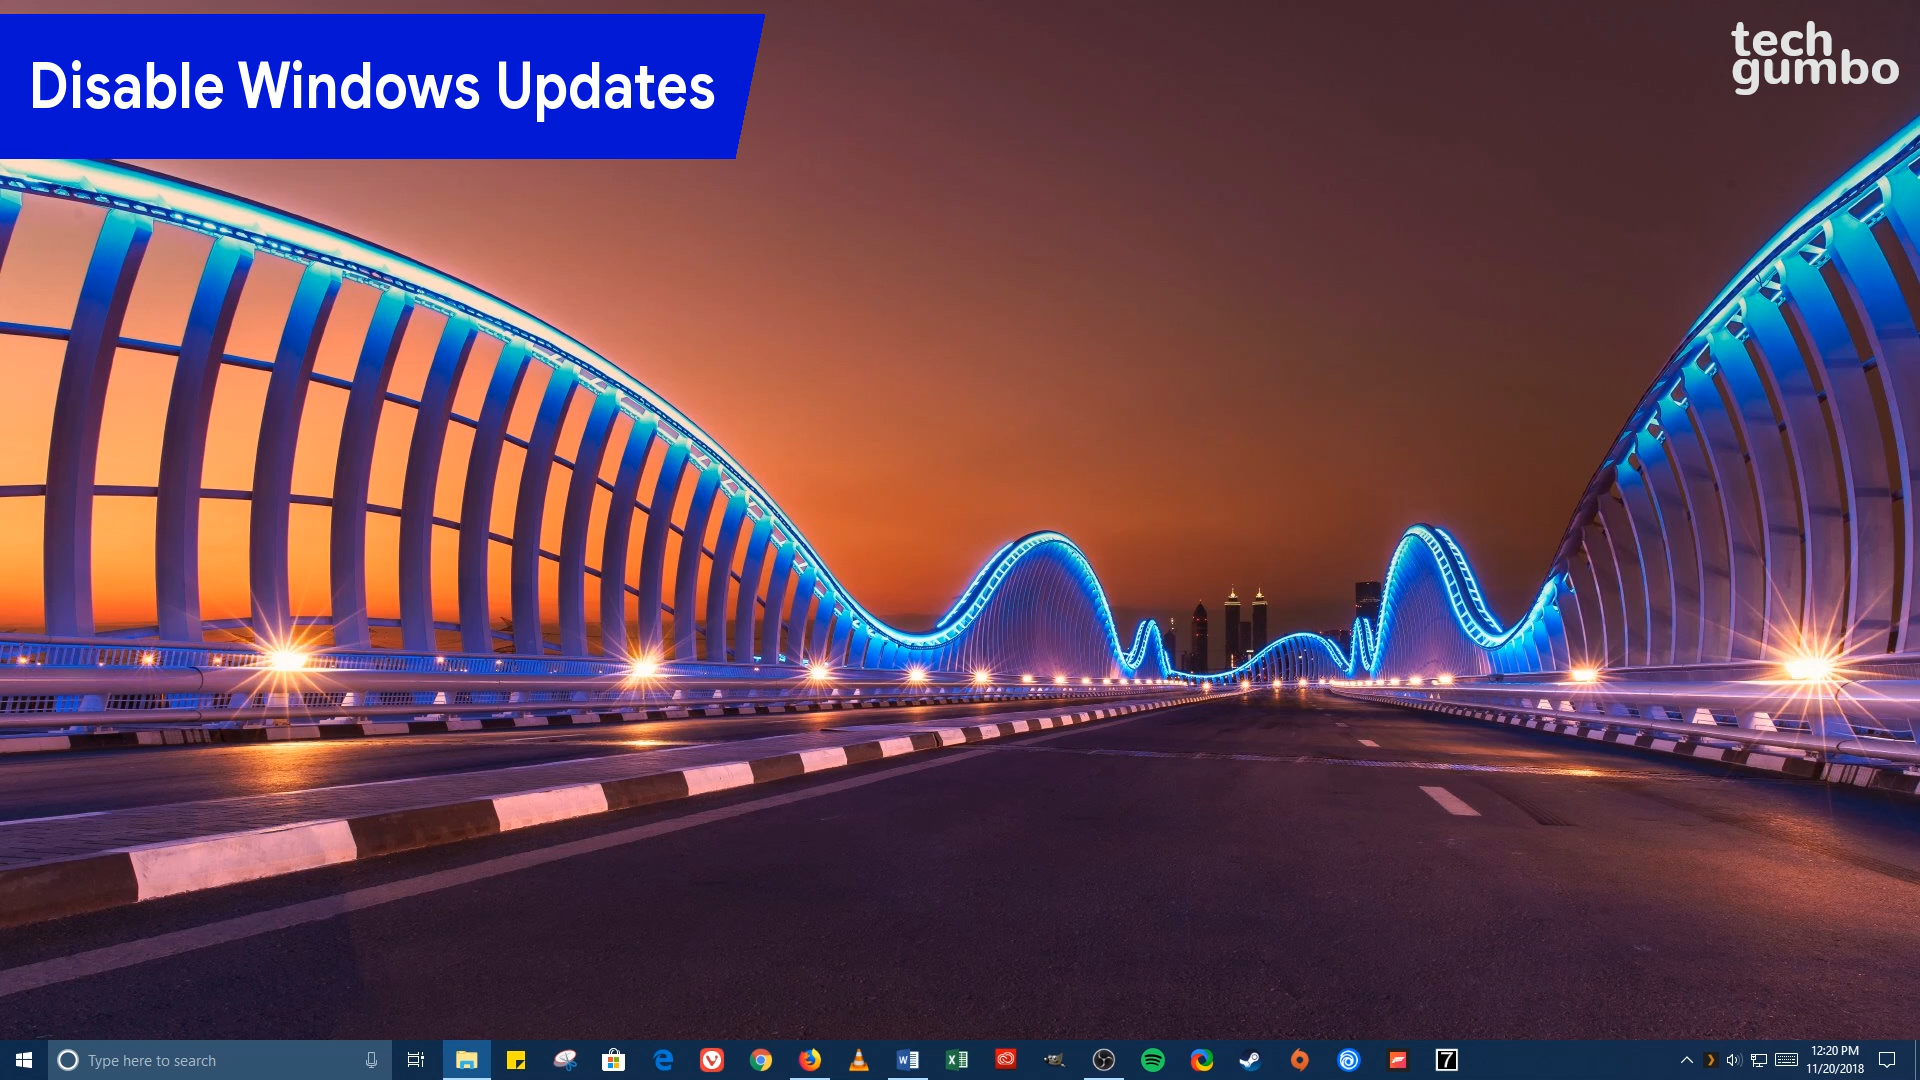 Disable Windows Updates
tech
gumbo
Type here to search
12:20 PM
11/20/2018